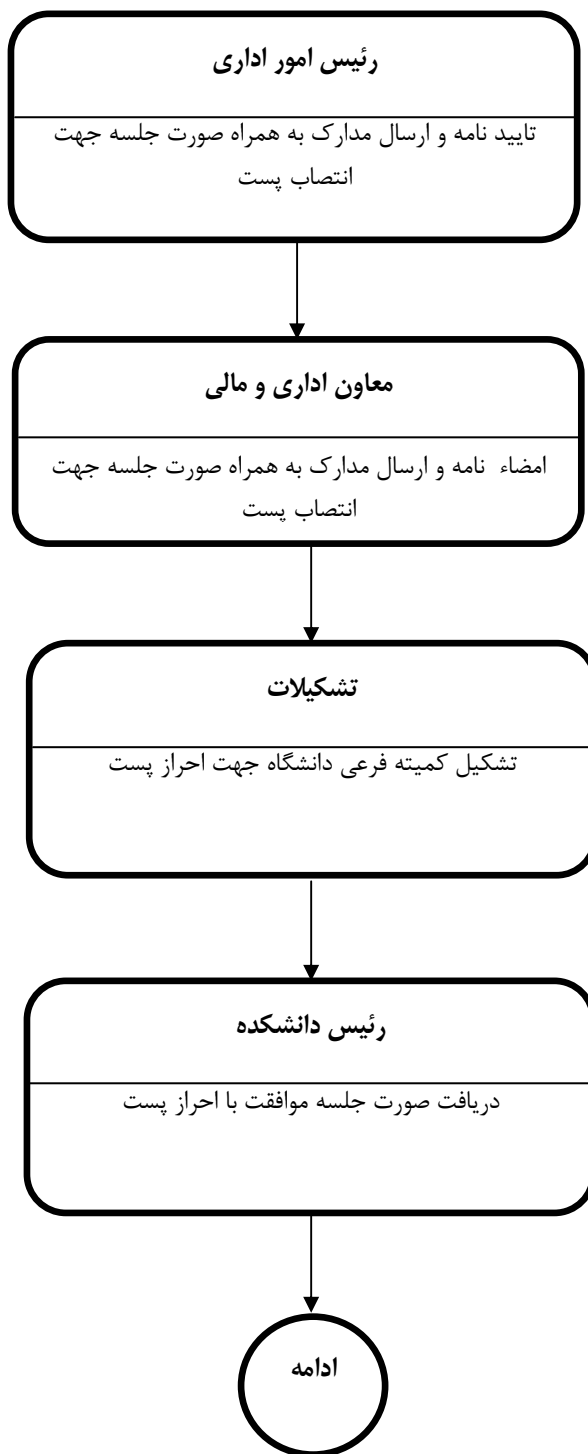 رئیس امور اداری
تایید نامه و ارسال مدارک به همراه صورت جلسه جهت
انتصاب پست
معاون اداری و مالی
امضاء  نامه و ارسال مدارک به همراه صورت جلسه جهت
انتصاب پست
تشکیلات
تشکیل کمیته فرعی دانشگاه جهت احراز پست
رئیس دانشکده
دریافت صورت جلسه موافقت با احراز پست
ادامه